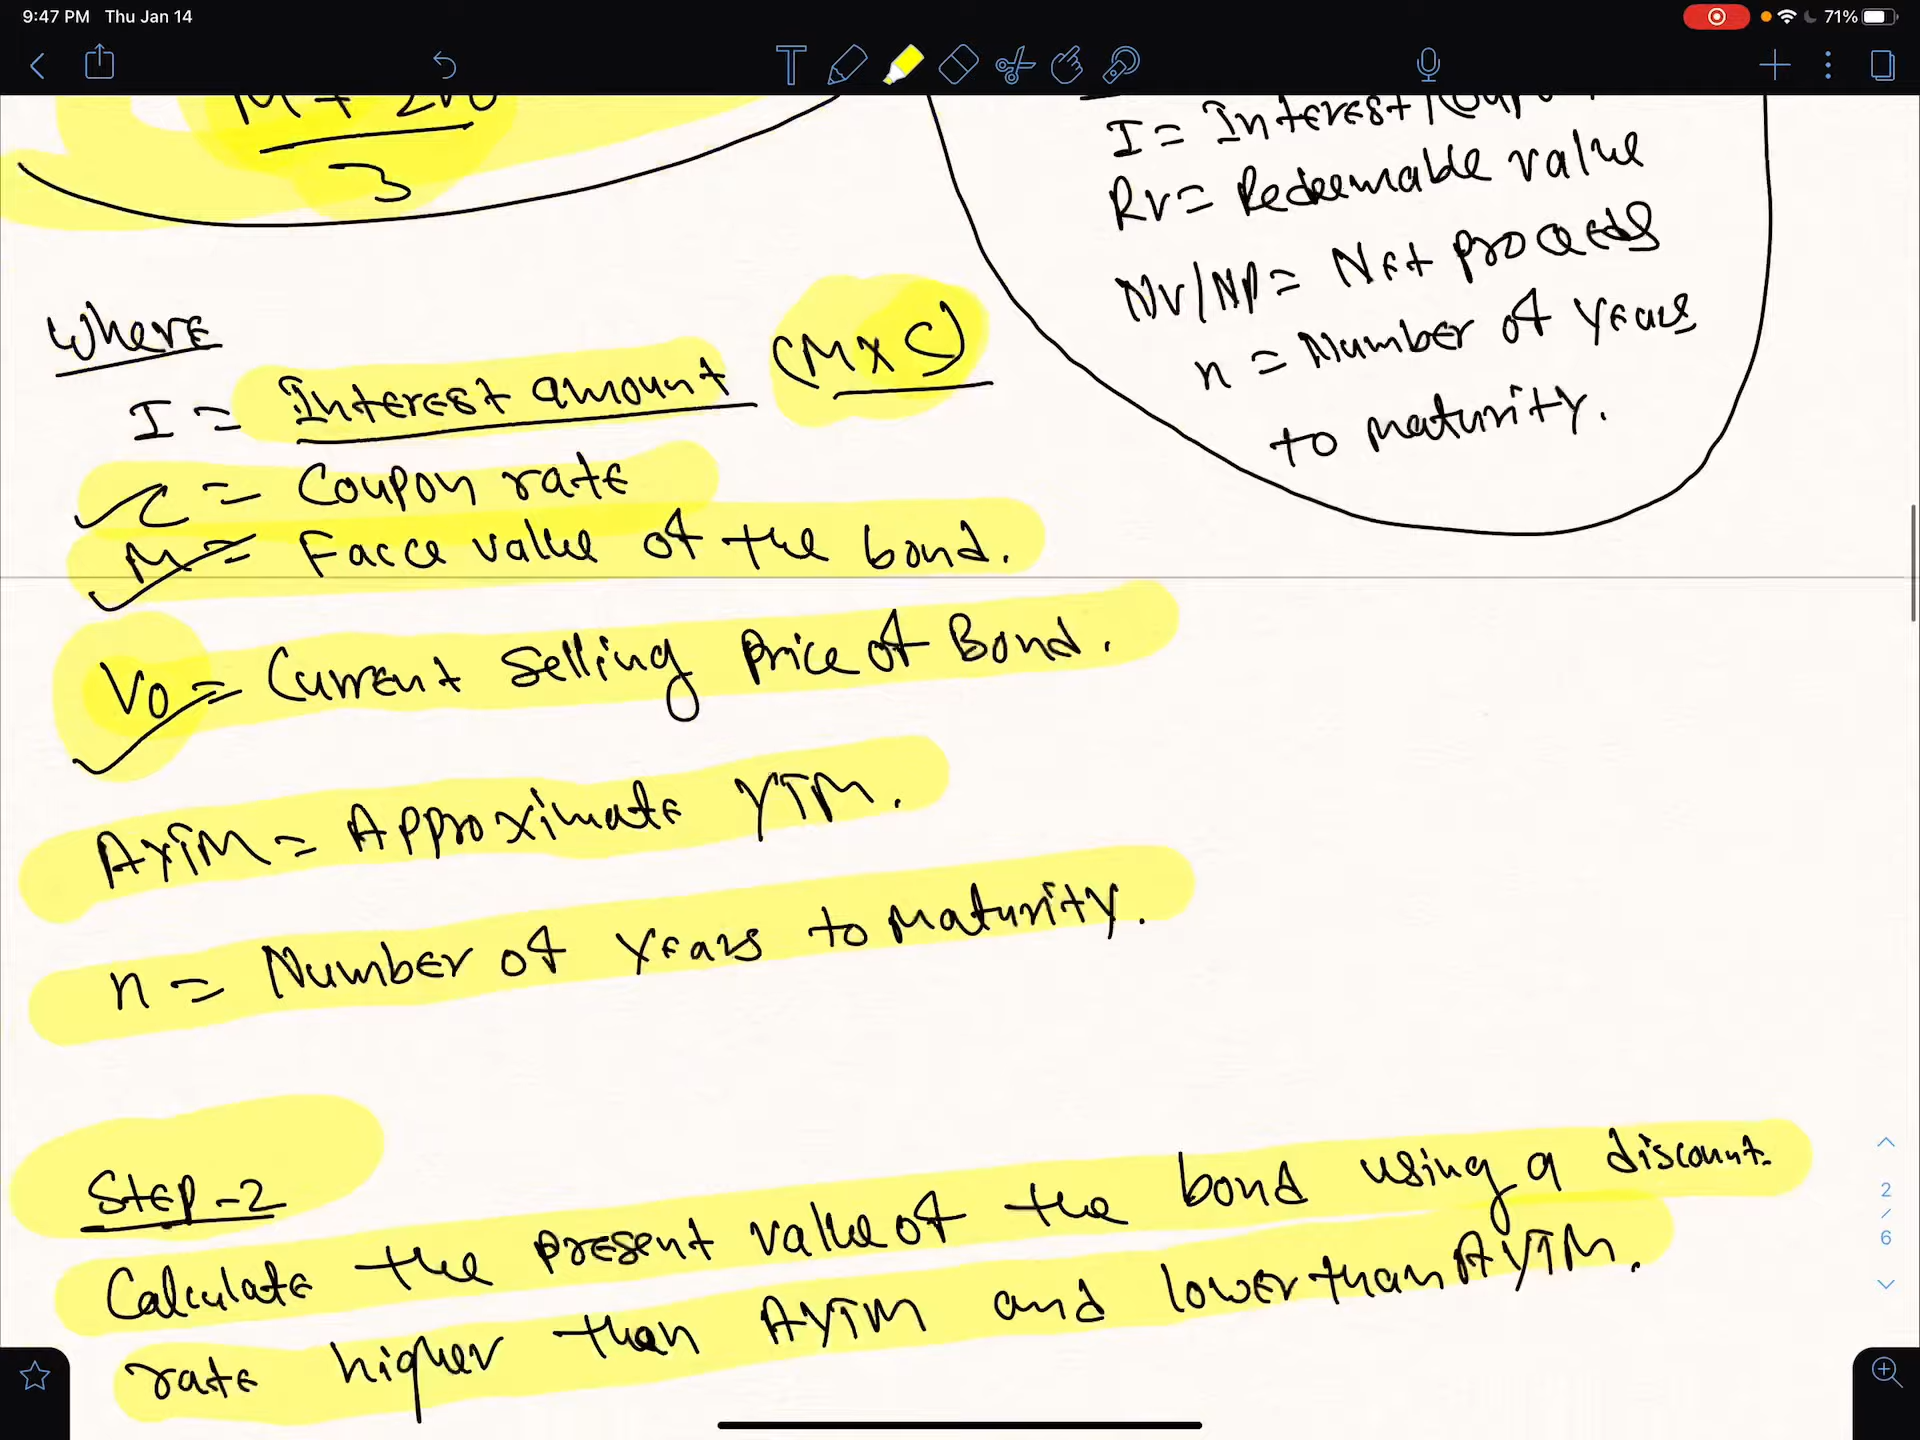 9:47 PM Thu Jan 14
71%
3
I = Interest /
Rv = Redeemable value
Nv/Np = Net proceeds
n = Number of years
to maturity.
Where
I = Interest amount (M x C)
C = Coupon rate
M = Facce value of the bond.
Vo = Current Selling Price of Bond.
AYTM = Approximate YTM.
n = Number of years to maturity.
Step-2
Calculate the present value of the bond using a discount
rate higher than AYTM and lower than AYTM.
2
/
6